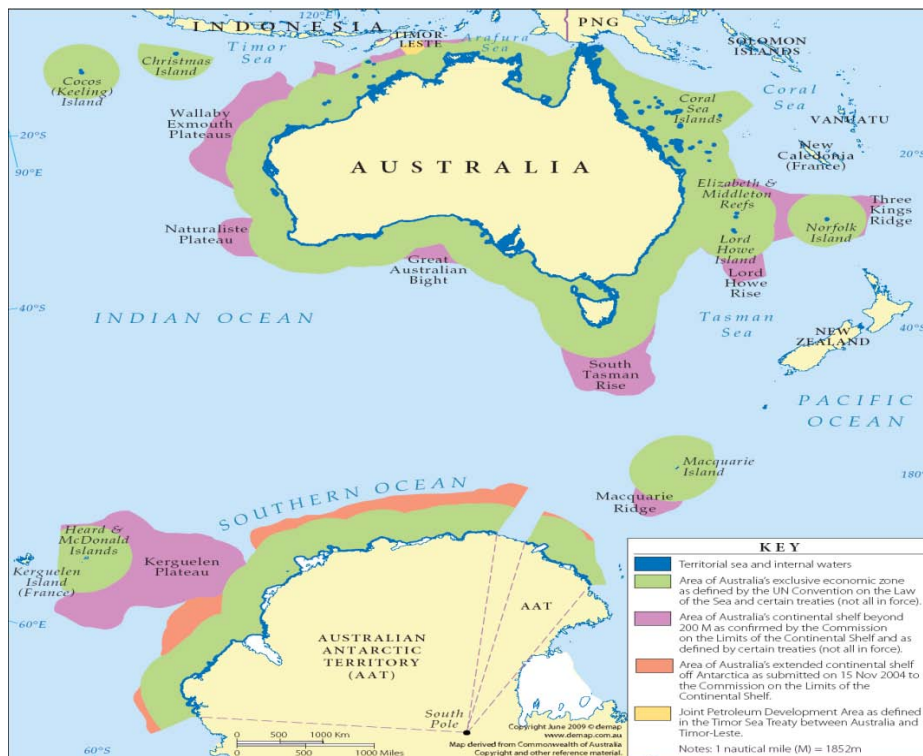 120°E
INDONESIA
PNG
TIMOR-
LESTE
Arafura
Sea
Timor
Sea
SOLOMON
ISLANDS
Christmas
Island
Cocos
(Keeling)
Island
Wallaby
Exmouth
Plateaus
Coral
Sea
Islands
Coral
Sea
VANUATU
20°S
90°E
New
Caledonia
(France)
20°S
AUSTRALIA
Elizabeth &
Middleton
Reefs
Three
Kings
Ridge
Naturaliste
Plateau
Norfolk
Island
Great
Australian
Bight
Lord
Howe
Island
Lord
Howe
Rise
40°S
INDIAN OCEAN
Tasman
Sea
40°S
NEW
ZEALAND
South
Tasman
Rise
PACIFIC
OCEAN
Macquarie
Island
180°
Macquarie
Ridge
SOUTHERN OCEAN
Heard &
McDonald
Islands
Kerguelen
Plateau
Kerguelen
Island
(France)
60°S
AAT
AUSTRALIAN
ANTARCTIC
TERRITORY
(AAT)
South
Pole
60°S
0 500 1000 Km
0 500 1000 Miles
Copyright June 2009 © demap
www.demap.com.au
Map derived from Commonwealth of Australia
Copyright and other reference material.
KEY
Territorial sea and internal waters
Area of Australia's exclusive economic zone
as defined by the UN Convention on the Law
of the Sea and certain treaties (not all in force).
Area of Australia's continental shelf beyond
200 M as confirmed by the Commission
on the Limits of the Continental Shelf and as
defined by certain treaties (not all in force).
Area of Australia's extended continental shelf
off Antarctica as submitted on 15 Nov 2004 to
the Commission on the Limits of the
Continental Shelf.
Joint Petroleum Development Area as defined
in the Timor Sea Treaty between Australia and
Timor-Leste.
Notes: 1 nautical mile (M) = 1852m